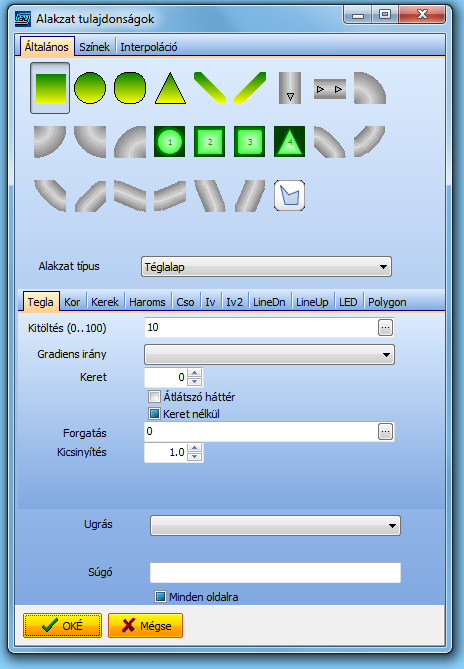 Alakzat tulajdonságok
Általános Színek Interpoláció
1 2 3 4
Alakzat típus Téglalap
Tegla Kor Kerek Haroms Cso Iv Iv2 LineDn LineUp LED Polygon
Kitöltés (0..100) 10 ...
Gradiens irány
Keret 0
Átlátszó háttér
Keret nélkül
Forgatás 0 ...
Kicsinyítés 1.0
Ugrás
Súgó
Minden oldalra
OKÉ Mégse